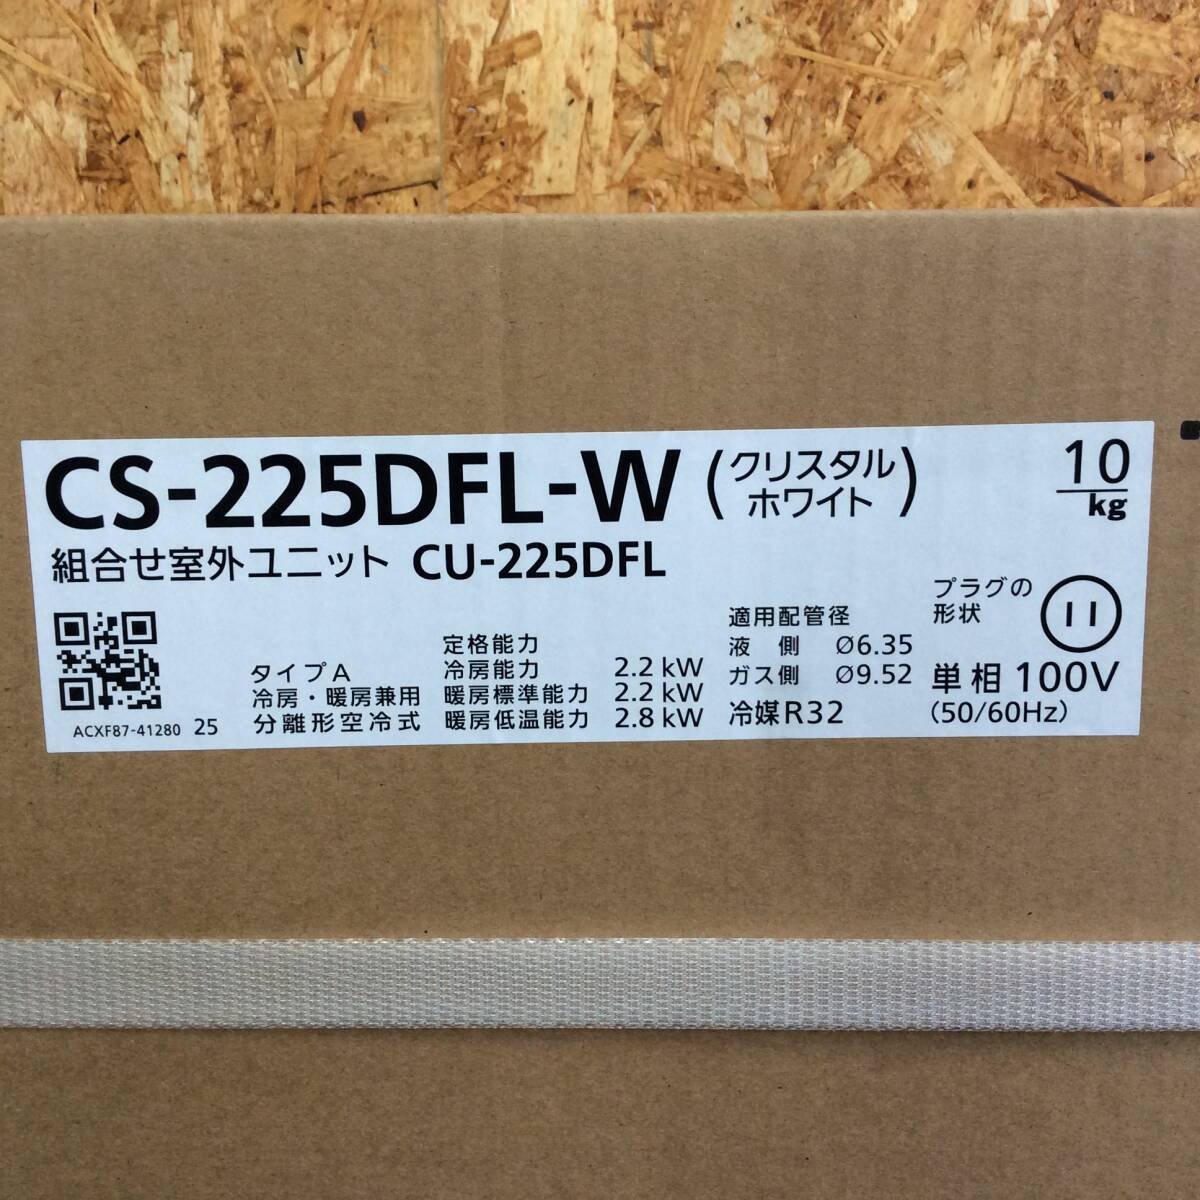 CS-225DFL-W (クリスタル
ホワイト)
10
kg
組合せ室外ユニット CU-225DFL
ACXF87-41280 25
タイプA
冷房・暖房兼用
分離形空冷式
定格能力
冷房能力 2.2 kW
暖房標準能力 2.2 kW
暖房低温能力 2.8 kW
適用配管径
液側 Ø6.35
ガス側 Ø9.52
冷媒R32
プラグの
形状
単相 100V
(50/60Hz)